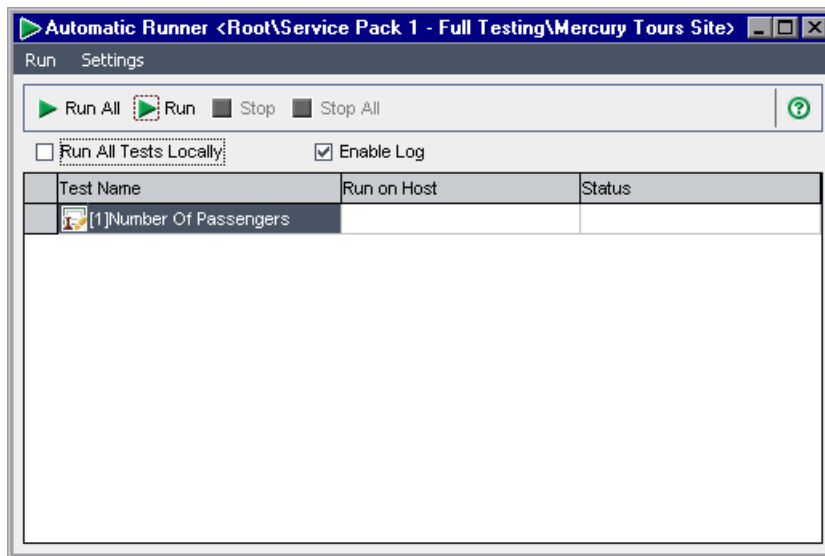 Automatic Runner <Root\Service Pack 1 - Full Testing\Mercury Tours Site>
Run Settings
Run All Run Stop Stop All
Run All Tests Locally Enable Log
Test Name Run on Host Status
[1]Number Of Passengers